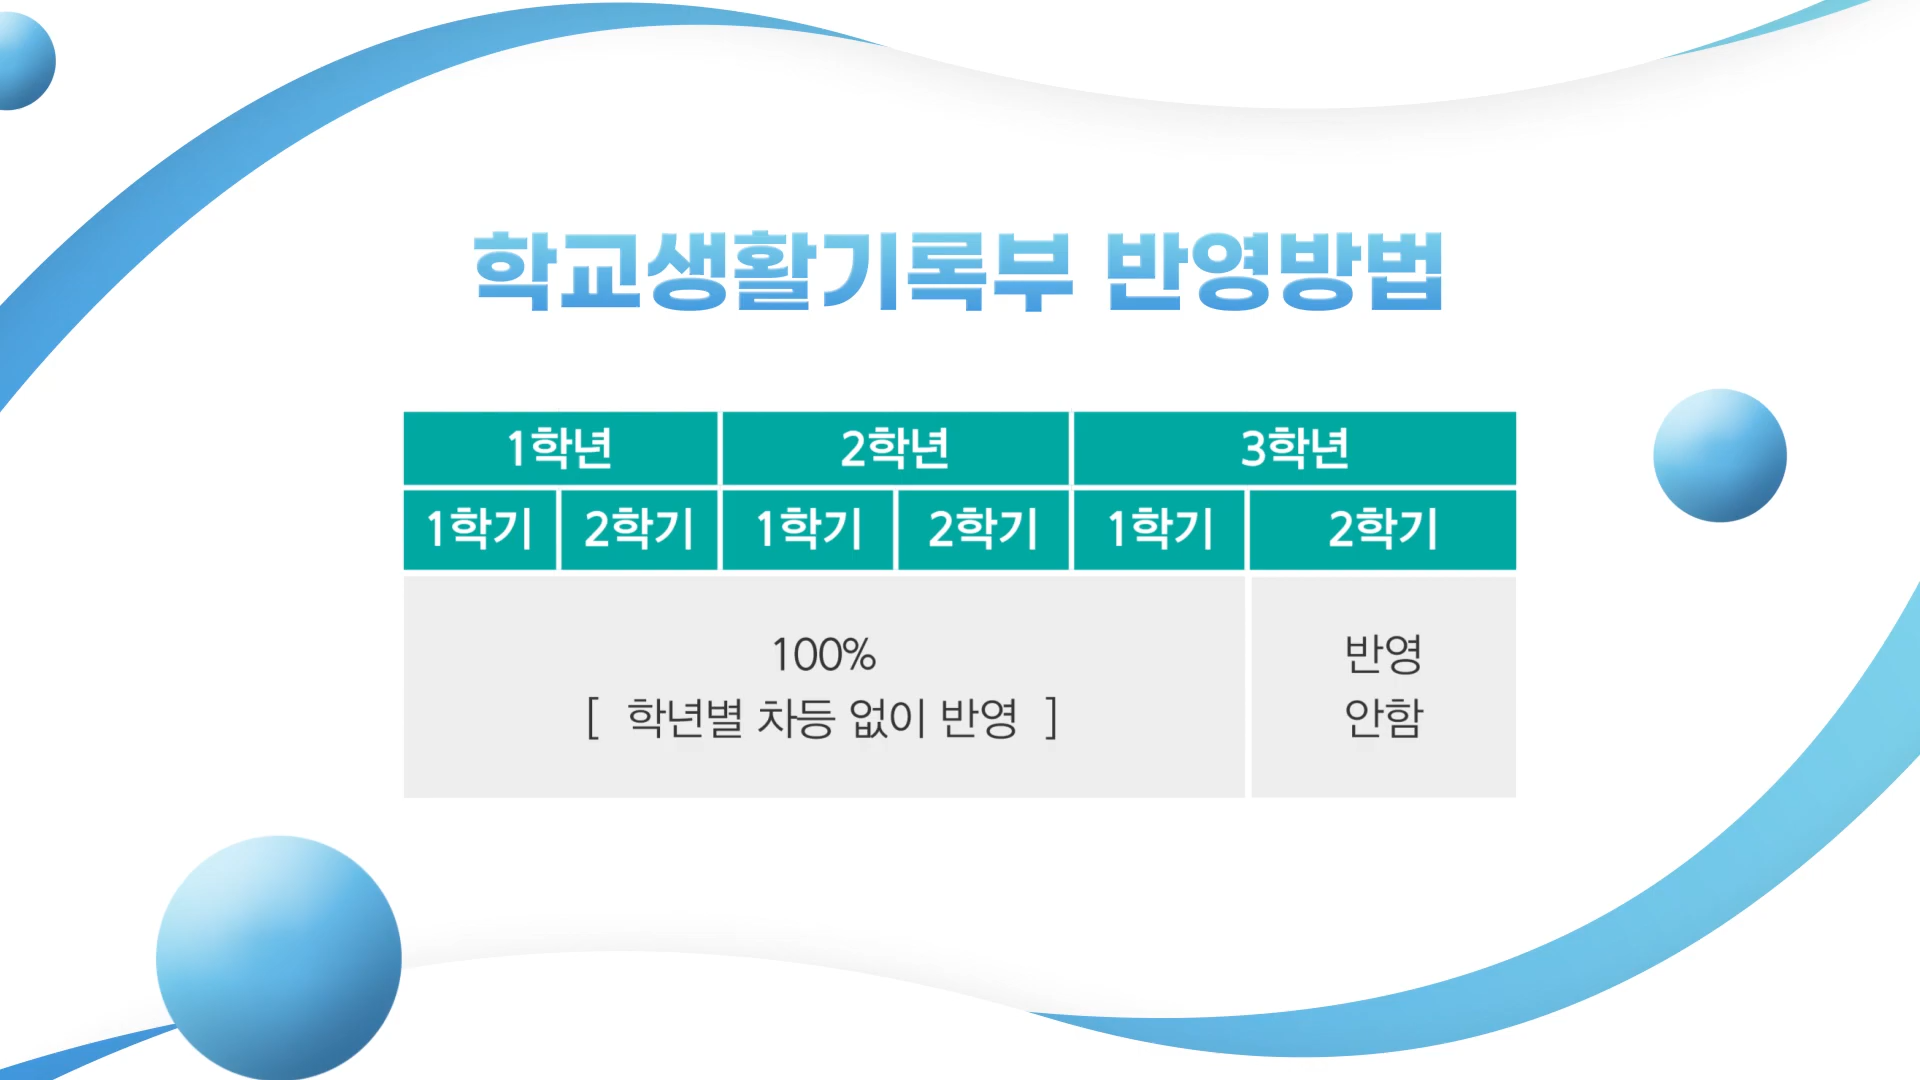 학교생활기록부 반영방법
1학년 2학년 3학년
1학기 2학기 1학기 2학기 1학기 2학기
100%
[ 학년별 차등 없이 반영 ]
반영
안함